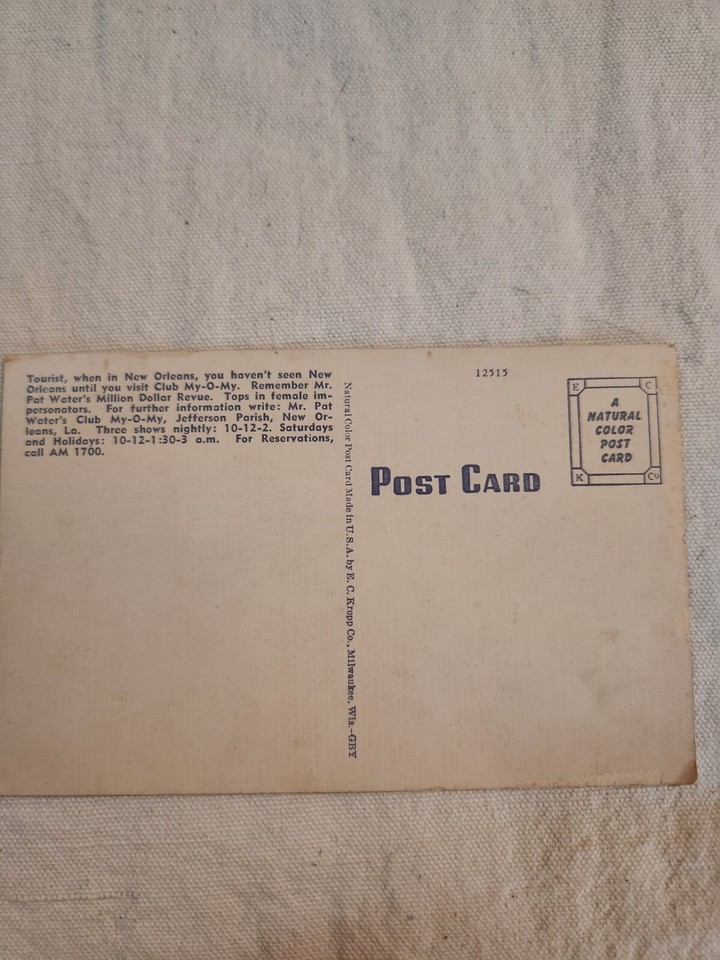 Tourist, when in New Orleans, you haven't seen New
Orleans until you visit Club My-O-My. Remember Mr.
Pat Water's Million Dollar Revue. Tops in female im-
personators. For further information write: Mr. Pat
Water's Club My-O-My, Jefferson Parish, New Or-
leans, La. Three shows nightly: 10-12-2. Saturdays
and Holidays: 10-12-1:30-3 a.m. For Reservations,
call AM 1700.
Natural Color Post Card Made in U.S.A. by E. C. Kropp Co., Milwaukee, Wis.-GBY
12515
POST CARD
E C
A
NATURAL
COLOR
POST
CARD
K Co